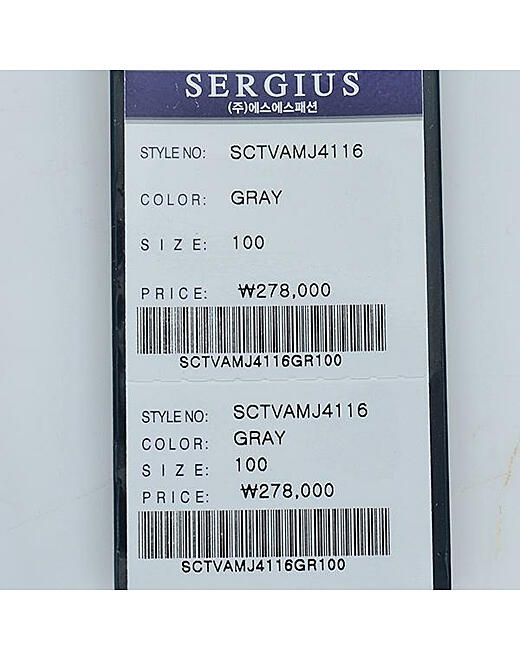 SERGIUS
(주)에스에스패션
STYLE NO: SCTVAMJ4116
COLOR: GRAY
SIZE: 100
PRICE: ₩278,000
SCTVAMJ4116GR100
STYLE NO: SCTVAMJ4116
COLOR: GRAY
SIZE: 100
PRICE: ₩278,000
SCTVAMJ4116GR100